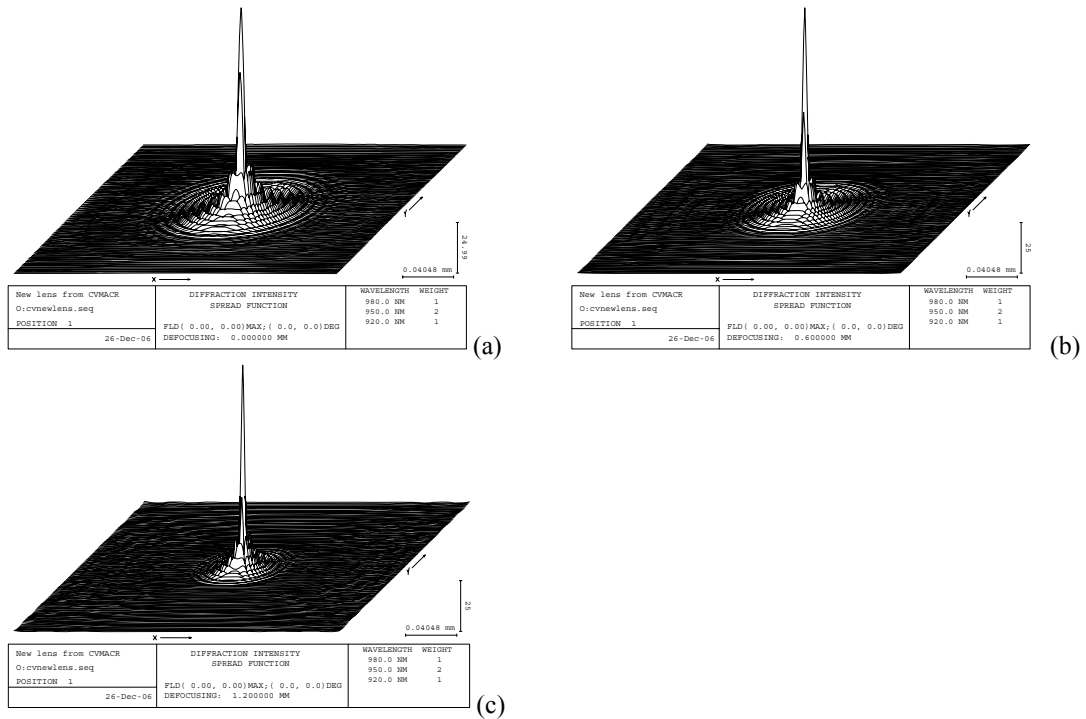 Y
24.99
0.04048 mm
X
New lens from CVMACR
O:cvnewlens.seq
POSITION 1
26-Dec-06
DIFFRACTION INTENSITY
SPREAD FUNCTION
FLD( 0.00, 0.00)MAX;( 0.0, 0.0)DEG
DEFOCUSING: 0.000000 MM
WAVELENGTH WEIGHT
980.0 NM 1
950.0 NM 2
920.0 NM 1
(a)
Y
25
0.04048 mm
X
New lens from CVMACR
O:cvnewlens.seq
POSITION 1
26-Dec-06
DIFFRACTION INTENSITY
SPREAD FUNCTION
FLD( 0.00, 0.00)MAX;( 0.0, 0.0)DEG
DEFOCUSING: 0.600000 MM
WAVELENGTH WEIGHT
980.0 NM 1
950.0 NM 2
920.0 NM 1
(b)
Y
25
0.04048 mm
X
New lens from CVMACR
O:cvnewlens.seq
POSITION 1
26-Dec-06
DIFFRACTION INTENSITY
SPREAD FUNCTION
FLD( 0.00, 0.00)MAX;( 0.0, 0.0)DEG
DEFOCUSING: 1.200000 MM
WAVELENGTH WEIGHT
980.0 NM 1
950.0 NM 2
920.0 NM 1
(c)